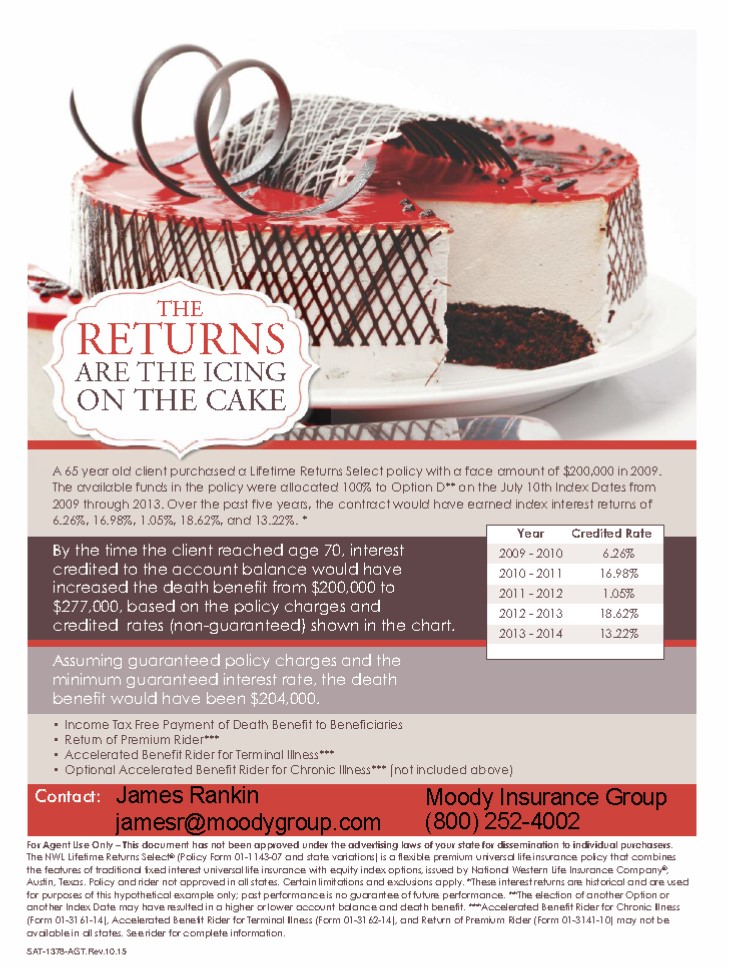 THE
RETURNS
ARE THE ICING
ON THE CAKE
A 65 year old client purchased a Lifetime Returns Select policy with a face amount of $200,000 in 2009.
The available funds in the policy were allocated 100% to Option D** on the July 10th Index Dates from
2009 through 2013. Over the past five years, the contract would have earned index interest returns of
6.26%, 16.98%, 1.05%, 18.62%, and 13.22%. *
By the time the client reached age 70, interest
credited to the account balance would have
increased the death benefit from $200,000 to
$277,000, based on the policy charges and
credited rates (non-guaranteed) shown in the chart.
Year Credited Rate
2009 - 2010 6.26%
2010 - 2011 16.98%
2011 - 2012 1.05%
2012 - 2013 18.62%
2013 - 2014 13.22%
Assuming guaranteed policy charges and the
minimum guaranteed interest rate, the death
benefit would have been $204,000.
• Income Tax Free Payment of Death Benefit to Beneficiaries
• Return of Premium Rider***
• Accelerated Benefit Rider for Terminal Illness***
• Optional Accelerated Benefit Rider for Chronic Illness*** (not included above)
Contact: James Rankin Moody Insurance Group
jamesr@moodygroup.com (800) 252-4002
For Agent Use Only – This document has not been approved under the advertising laws of your state for dissemination to individual purchasers.
The NWL Lifetime Returns Select® (Policy Form 01-1143-07 and state variations) is a flexible premium universal life insurance policy that combines
the features of traditional fixed interest universal life insurance with equity index options, issued by National Western Life Insurance Company®,
Austin, Texas. Policy and rider not approved in all states. Certain limitations and exclusions apply. *These interest returns are historical and are used
for purposes of this hypothetical example only; past performance is no guarantee of future performance. **The election of another Option or
another Index Date may have resulted in a higher or lower account balance and death benefit. ***Accelerated Benefit Rider for Chronic Illness
(Form 01-3161-14), Accelerated Benefit Rider for Terminal Illness (Form 01-3162-14), and Return of Premium Rider (Form 01-3141-10) may not be
available in all states. See rider for complete information.
SAT-1378-AGT.Rev.10.15